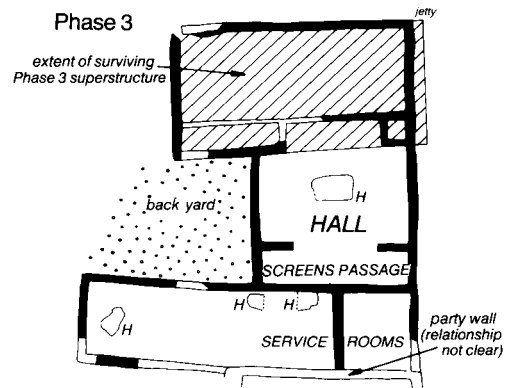 Phase 3
jetty
extent of surviving
Phase 3 superstructure
back yard
H
HALL
SCREENS PASSAGE
H
H
H
SERVICE
ROOMS
party wall
(relationship
not clear)